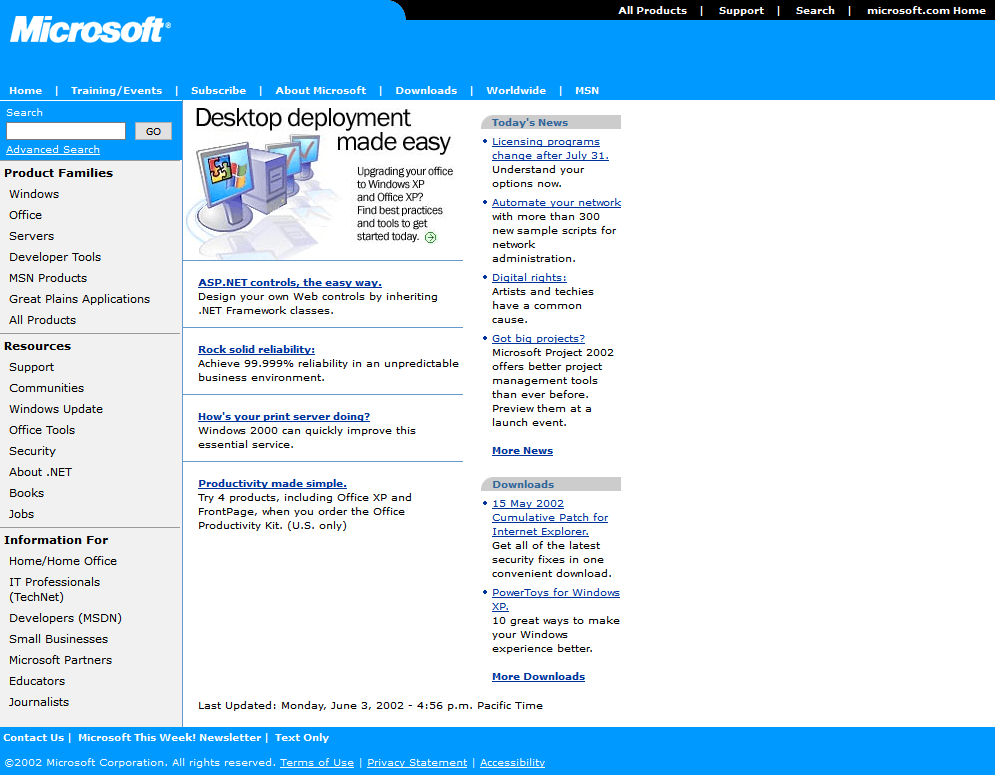 Microsoft®
All Products | Support | Search | microsoft.com Home
Home | Training/Events | Subscribe | About Microsoft | Downloads | Worldwide | MSN
Search
GO
Advanced Search
Product Families
Windows
Office
Servers
Developer Tools
MSN Products
Great Plains Applications
All Products
Resources
Support
Communities
Windows Update
Office Tools
Security
About .NET
Books
Jobs
Information For
Home/Home Office
IT Professionals
(TechNet)
Developers (MSDN)
Small Businesses
Microsoft Partners
Educators
Journalists
Desktop deployment
made easy
Upgrading your office
to Windows XP
and Office XP?
Find best practices
and tools to get
started today.
ASP.NET controls, the easy way.
Design your own Web controls by inheriting
.NET Framework classes.
Rock solid reliability:
Achieve 99.999% reliability in an unpredictable
business environment.
How's your print server doing?
Windows 2000 can quickly improve this
essential service.
Productivity made simple.
Try 4 products, including Office XP and
FrontPage, when you order the Office
Productivity Kit. (U.S. only)
Today's News
Licensing programs
change after July 31.
Understand your
options now.
Automate your network
with more than 300
new sample scripts for
network
administration.
Digital rights:
Artists and techies
have a common
cause.
Got big projects?
Microsoft Project 2002
offers better project
management tools
than ever before.
Preview them at a
launch event.
More News
Downloads
15 May 2002
Cumulative Patch for
Internet Explorer.
Get all of the latest
security fixes in one
convenient download.
PowerToys for Windows
XP.
10 great ways to make
your Windows
experience better.
More Downloads
Last Updated: Monday, June 3, 2002 - 4:56 p.m. Pacific Time
Contact Us | Microsoft This Week! Newsletter | Text Only
©2002 Microsoft Corporation. All rights reserved. Terms of Use | Privacy Statement | Accessibility